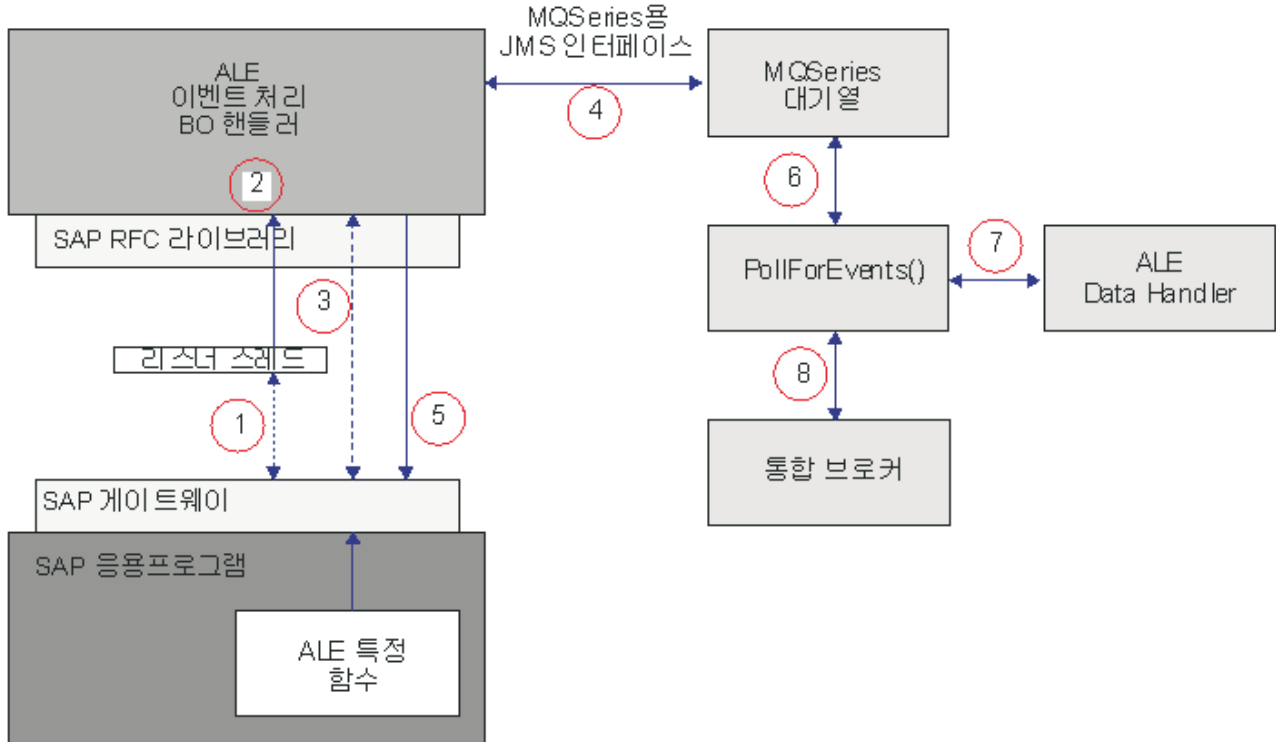 MQSeries용
JMS 인터페이스
ALE
이벤트 처리
BO 핸들러
2
SAP RFC 라이브러리
4
MQSeries
대기열
6
PollForEvents()
7
ALE
Data Handler
3
리스너 스레드
1
5
8
통합 브로커
SAP 게이트웨이
SAP 응용프로그램
ALE 특정
함수